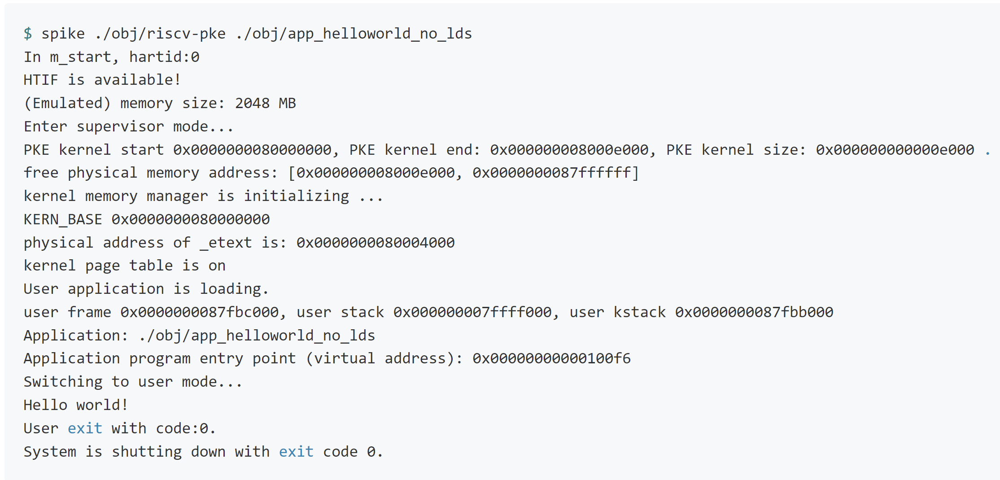 $ spike ./obj/riscv-pke ./obj/app_helloworld_no_lds
In m_start, hartid:0
HTIF is available!
(Emulated) memory size: 2048 MB
Enter supervisor mode...
PKE kernel start 0x0000000080000000, PKE kernel end: 0x000000008000e000, PKE kernel size: 0x000000000000e000 .
free physical memory address: [0x000000008000e000, 0x0000000087ffffff]
kernel memory manager is initializing ...
KERN_BASE 0x0000000080000000
physical address of _etext is: 0x0000000080004000
kernel page table is on
User application is loading.
user frame 0x0000000087fbc000, user stack 0x000000007ffff000, user kstack 0x0000000087fbb000
Application: ./obj/app_helloworld_no_lds
Application program entry point (virtual address): 0x00000000000100f6
Switching to user mode...
Hello world!
User exit with code:0.
System is shutting down with exit code 0.